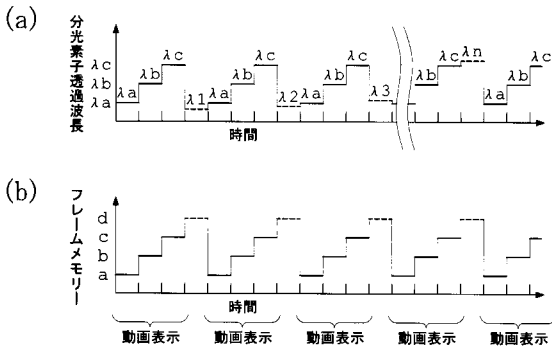 (a)
分光素子透過波長
λc
λb
λa
λa λb λc λ1 λa λb λc λ2 λa λb λc λ3 λb λc λn λa λb λc
時間
(b)
フレームメモリー
d
c
b
a
時間
動画表示 動画表示 動画表示 動画表示 動画表示